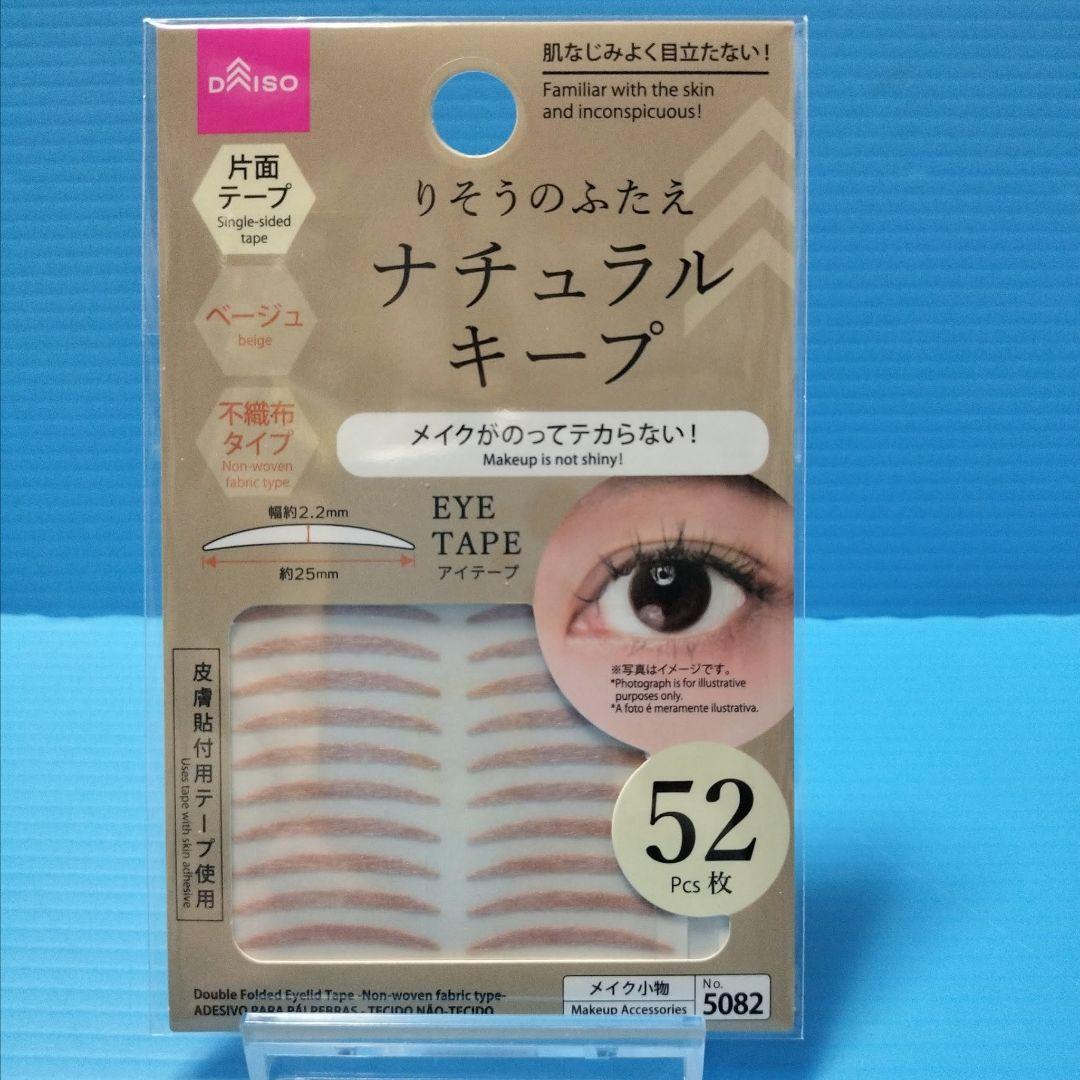 DAISO
肌なじみよく目立たない!
Familiar with the skin
and inconspicuous!
片面
テープ
Single-sided
tape
りそうのふたえ
ナチュラル
キープ
ベージュ
beige
不織布
タイプ
Non-woven
fabric type
メイクがのってテカらない!
Makeup is not shiny!
幅約2.2mm
約25mm
EYE
TAPE
アイテープ
※写真はイメージです。
*Photograph is for illustrative
purposes only.
*A foto é meramente ilustrativa.
皮膚貼付用テープ使用
Uses tape with skin adhesive
52
Pcs 枚
Double Folded Eyelid Tape -Non-woven fabric type-
ADESIVO PARA PÁLPEBRAS - TECIDO NÃO-TECIDO
メイク小物
Makeup Accessories
No.
5082